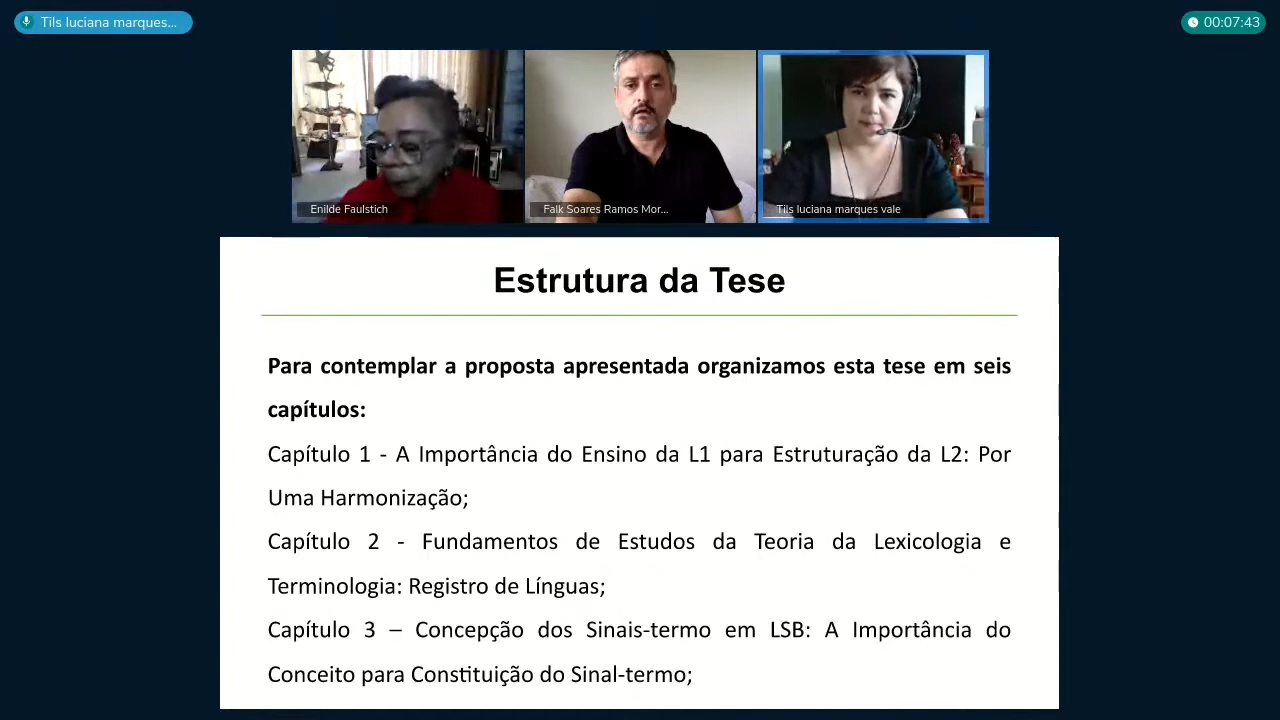 Tils luciana marques...
00:07:43
Enilde Faulstich
Falk Soares Ramos Mor...
Tils luciana marques vale
Estrutura da Tese
Para contemplar a proposta apresentada organizamos esta tese em seis
capítulos:
Capítulo 1 - A Importância do Ensino da L1 para Estruturação da L2: Por
Uma Harmonização;
Capítulo 2 - Fundamentos de Estudos da Teoria da Lexicologia e
Terminologia: Registro de Línguas;
Capítulo 3 – Concepção dos Sinais-termo em LSB: A Importância do
Conceito para Constituição do Sinal-termo;